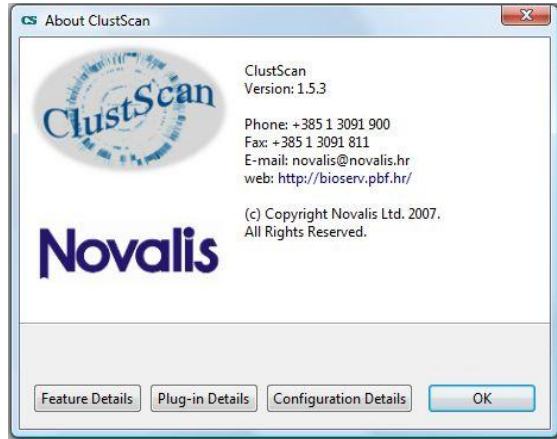 CS About ClustScan
ClustScan
ClustScan
Version: 1.5.3
Phone: +385 1 3091 900
Fax: +385 1 3091 811
E-mail: novalis@novalis.hr
web: http://bioserv.pbf.hr/
(c) Copyright Novalis Ltd. 2007.
All Rights Reserved.
Novalis
Feature Details
Plug-in Details
Configuration Details
OK